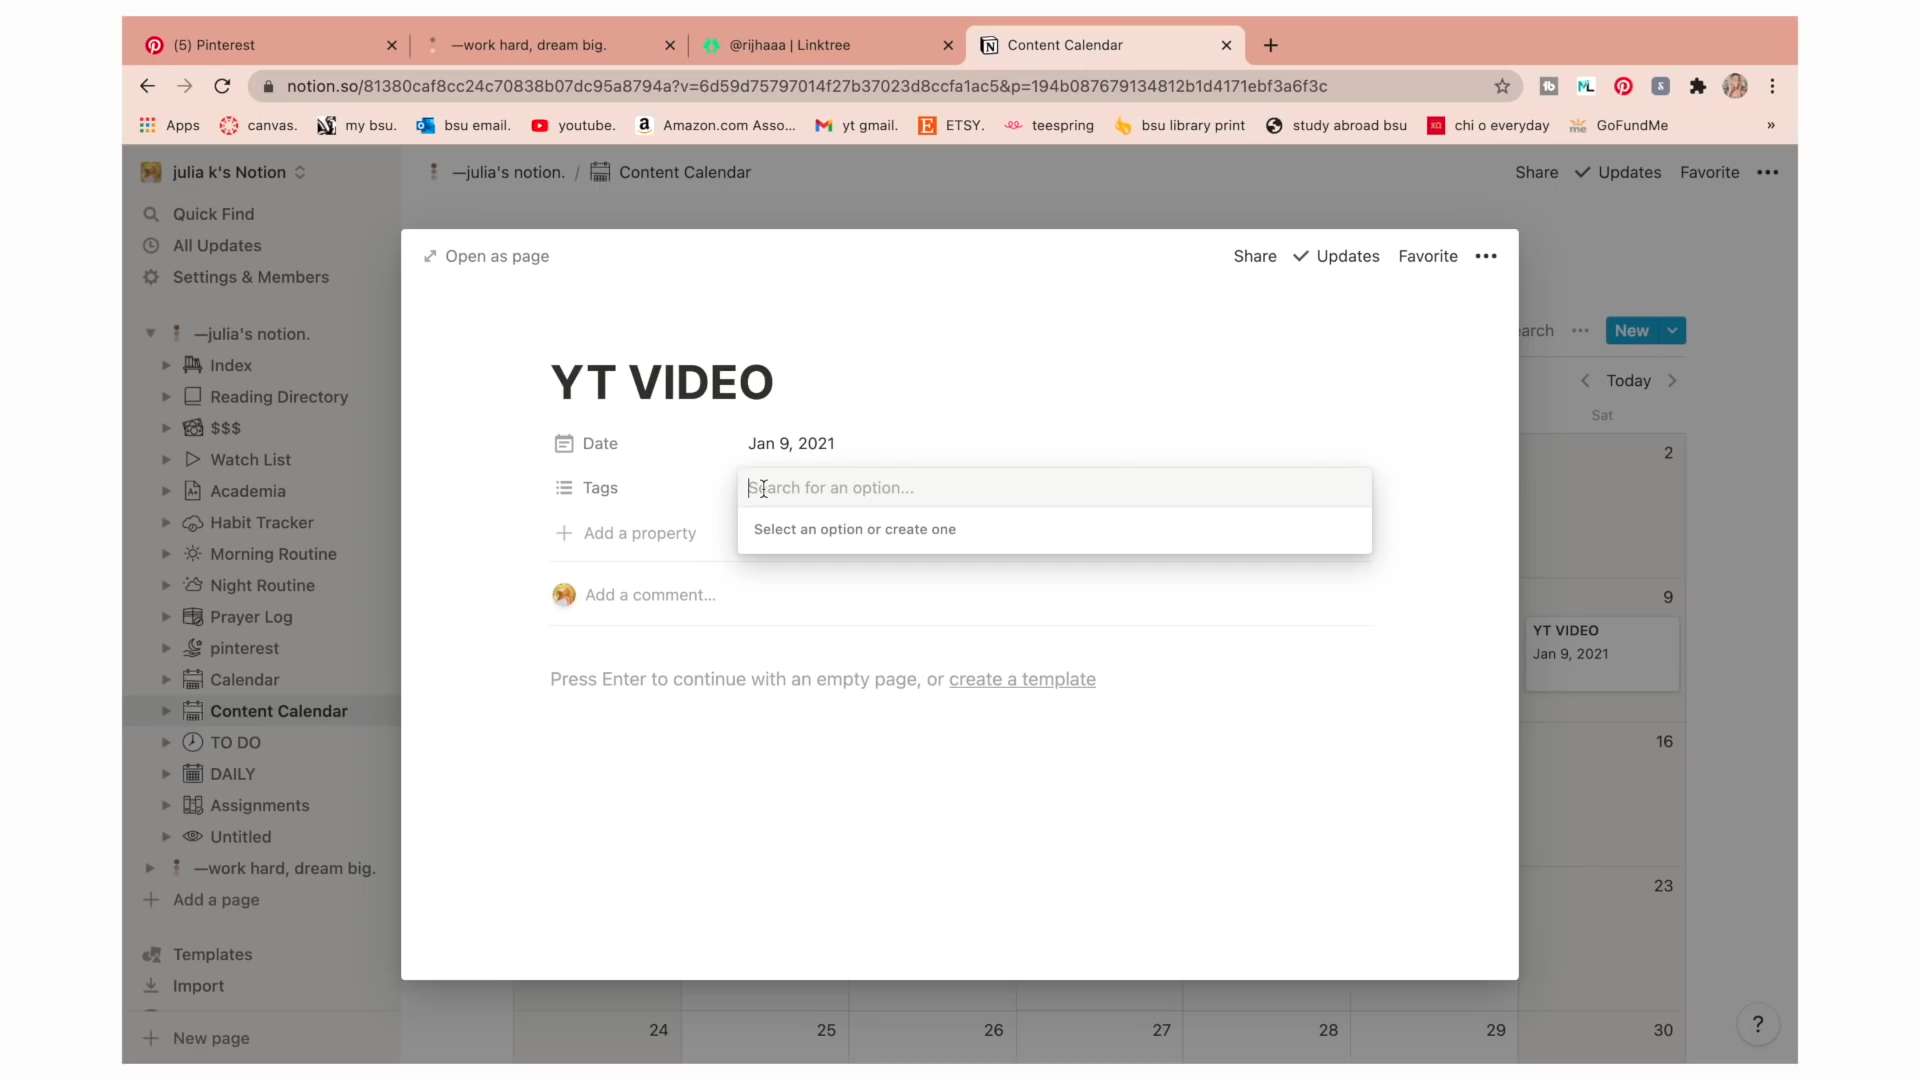 (5) Pinterest
—work hard, dream big.
@rijhaaa | Linktree
Content Calendar
notion.so/81380caf8cc24c70838b07dc95a8794a?v=6d59d75797014f27b37023d8ccfa1ac5&p=194b087679134812b1d4171ebf3a6f3c
Apps
canvas.
my bsu.
bsu email.
youtube.
Amazon.com Asso...
yt gmail.
ETSY.
teespring
bsu library print
study abroad bsu
chi o everyday
GoFundMe
»
julia k's Notion
—julia's notion. / Content Calendar
Share
Updates
Favorite
Quick Find
All Updates
Settings & Members
—julia's notion.
Index
Reading Directory
$$$
Watch List
Academia
Habit Tracker
Morning Routine
Night Routine
Prayer Log
pinterest
Calendar
Content Calendar
TO DO
DAILY
Assignments
Untitled
—work hard, dream big.
Add a page
Templates
Import
New page
Open as page
Share
Updates
Favorite
YT VIDEO
Date
Jan 9, 2021
Tags
Search for an option...
Select an option or create one
Add a property
Add a comment...
Press Enter to continue with an empty page, or create a template
arch
New
Today
Sat
2
9
YT VIDEO
Jan 9, 2021
16
23
24
25
26
27
28
29
30
?